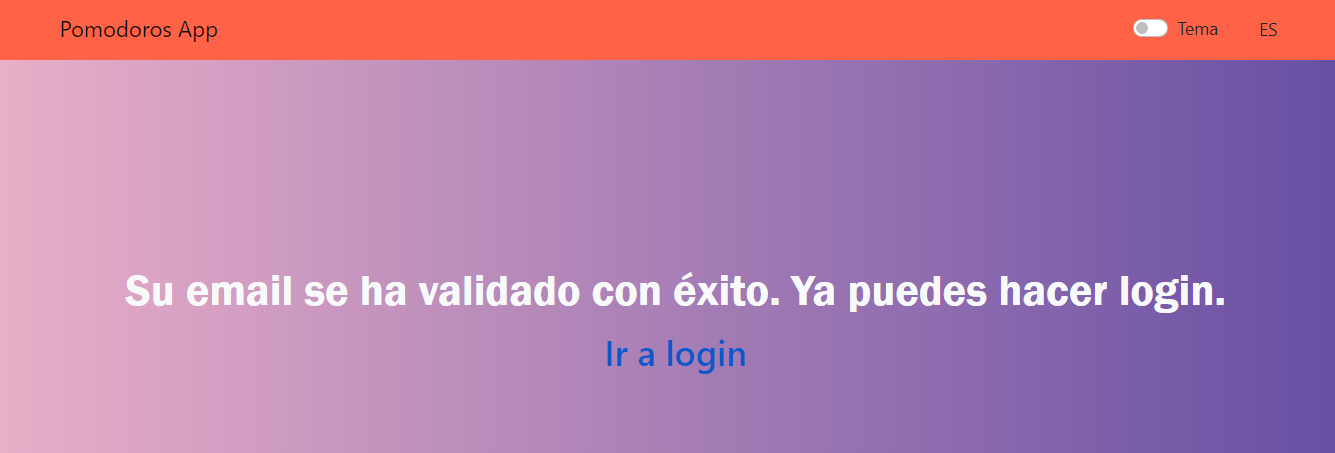 Pomodoros App
Tema
ES
Su email se ha validado con éxito. Ya puedes hacer login.
Ir a login